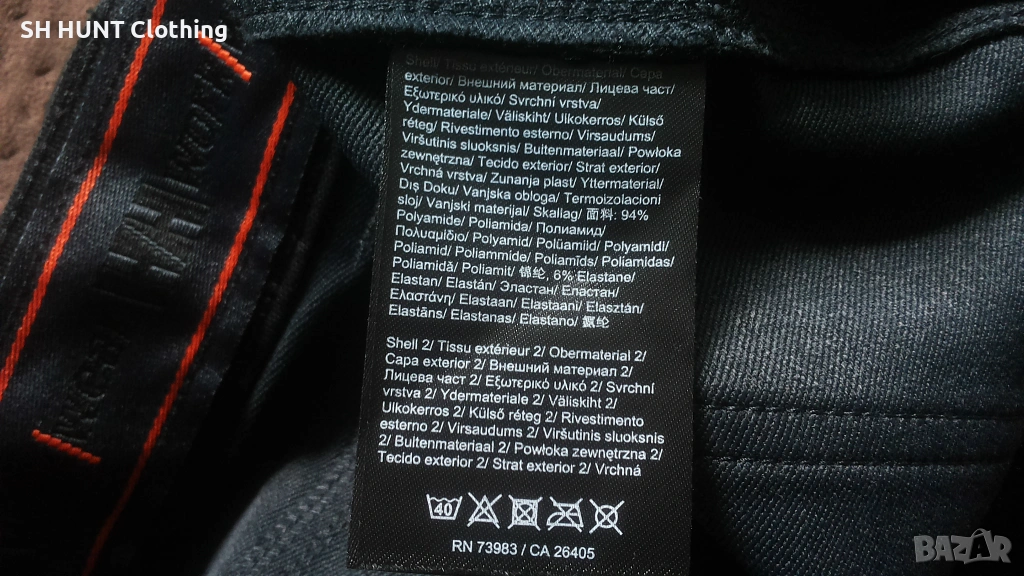 SH HUNT Clothing
Shell/ Tissu extérieur/ Obermaterial/ Capa
exterior/ Внешний материал/ Лицева част/
Εξωτερικό υλικό/ Svrchní vrstva/
Ydermateriale/ Väliskiht/ Ulkokerros/ Külső
réteg/ Rivestimento esterno/ Virsaudums/
Viršutinis sluoksnis/ Buitenmateriaal/ Powłoka
zewnętrzna/ Tecido exterior/ Strat exterior/
Vrchná vrstva/ Zunanja plast/ Yttermaterial/
Dış Doku/ Vanjska obloga/ Termoizolacioni
sloj/ Vanjski materijal/ Skallag/ 面料: 94%
Polyamide/ Poliamida/ Полиамид/
Πολυαμίδιο/ Polyamid/ Polüamiid/ Polyamidi/
Poliamid/ Poliammide/ Poliamīds/ Poliamidas/
Poliamidă/ Poliamit/ 锦纶, 6% Elastane/
Elastan/ Elastán/ Эластан/ Еластан/
Ελαστάνη/ Elastaan/ Elastaani/ Elasztán/
Elastāns/ Elastanas/ Elastano/ 氨纶
Shell 2/ Tissu extérieur 2/ Obermaterial 2/
Capa exterior 2/ Внешний материал 2/
Лицева част 2/ Εξωτερικό υλικό 2/ Svrchní
vrstva 2/ Ydermateriale 2/ Väliskiht 2/
Ulkokerros 2/ Külső réteg 2/ Rivestimento
esterno 2/ Virsaudums 2/ Viršutinis sluoksnis
2/ Buitenmateriaal 2/ Powłoka zewnętrzna 2/
Tecido exterior 2/ Strat exterior 2/ Vrchná
40
RN 73983 / CA 26405
BAZAR